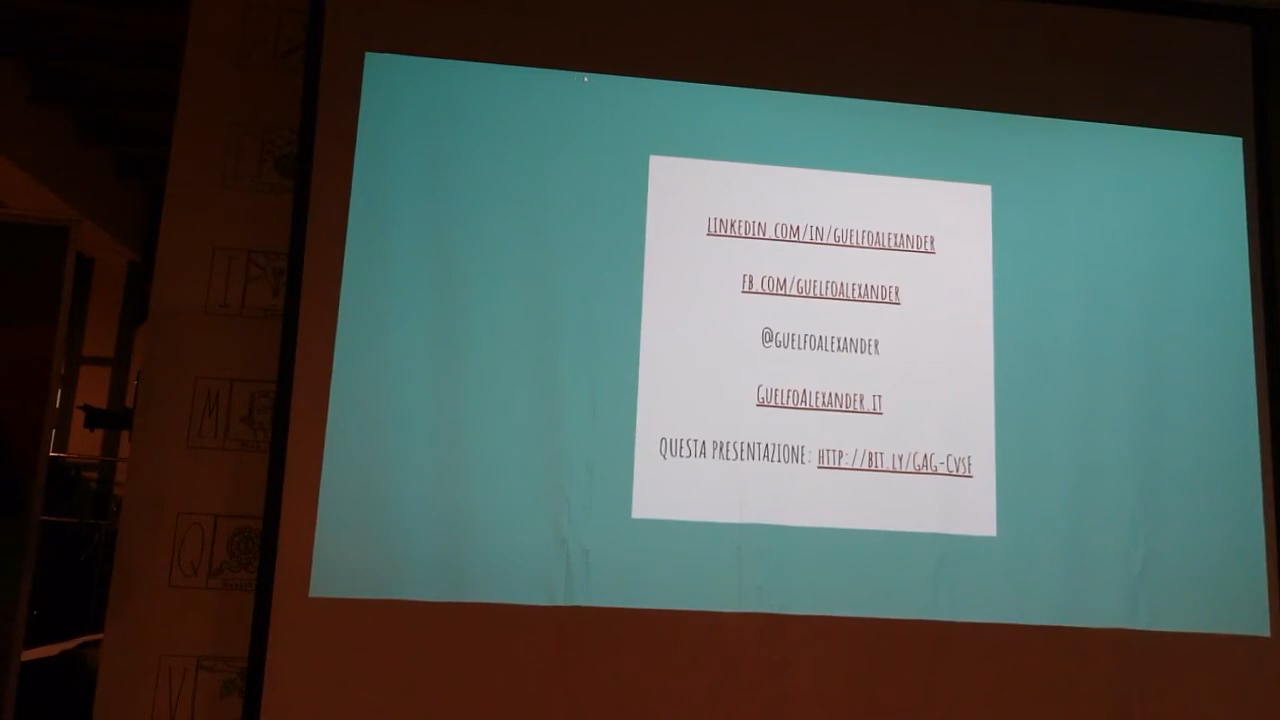 linkedin.com/in/guelfoalexander
fb.com/guelfoalexander
@guelfoalexander
GuelfoAlexander.it
Questa presentazione: http://bit.ly/GAG-CvsF
I
M
Q
V